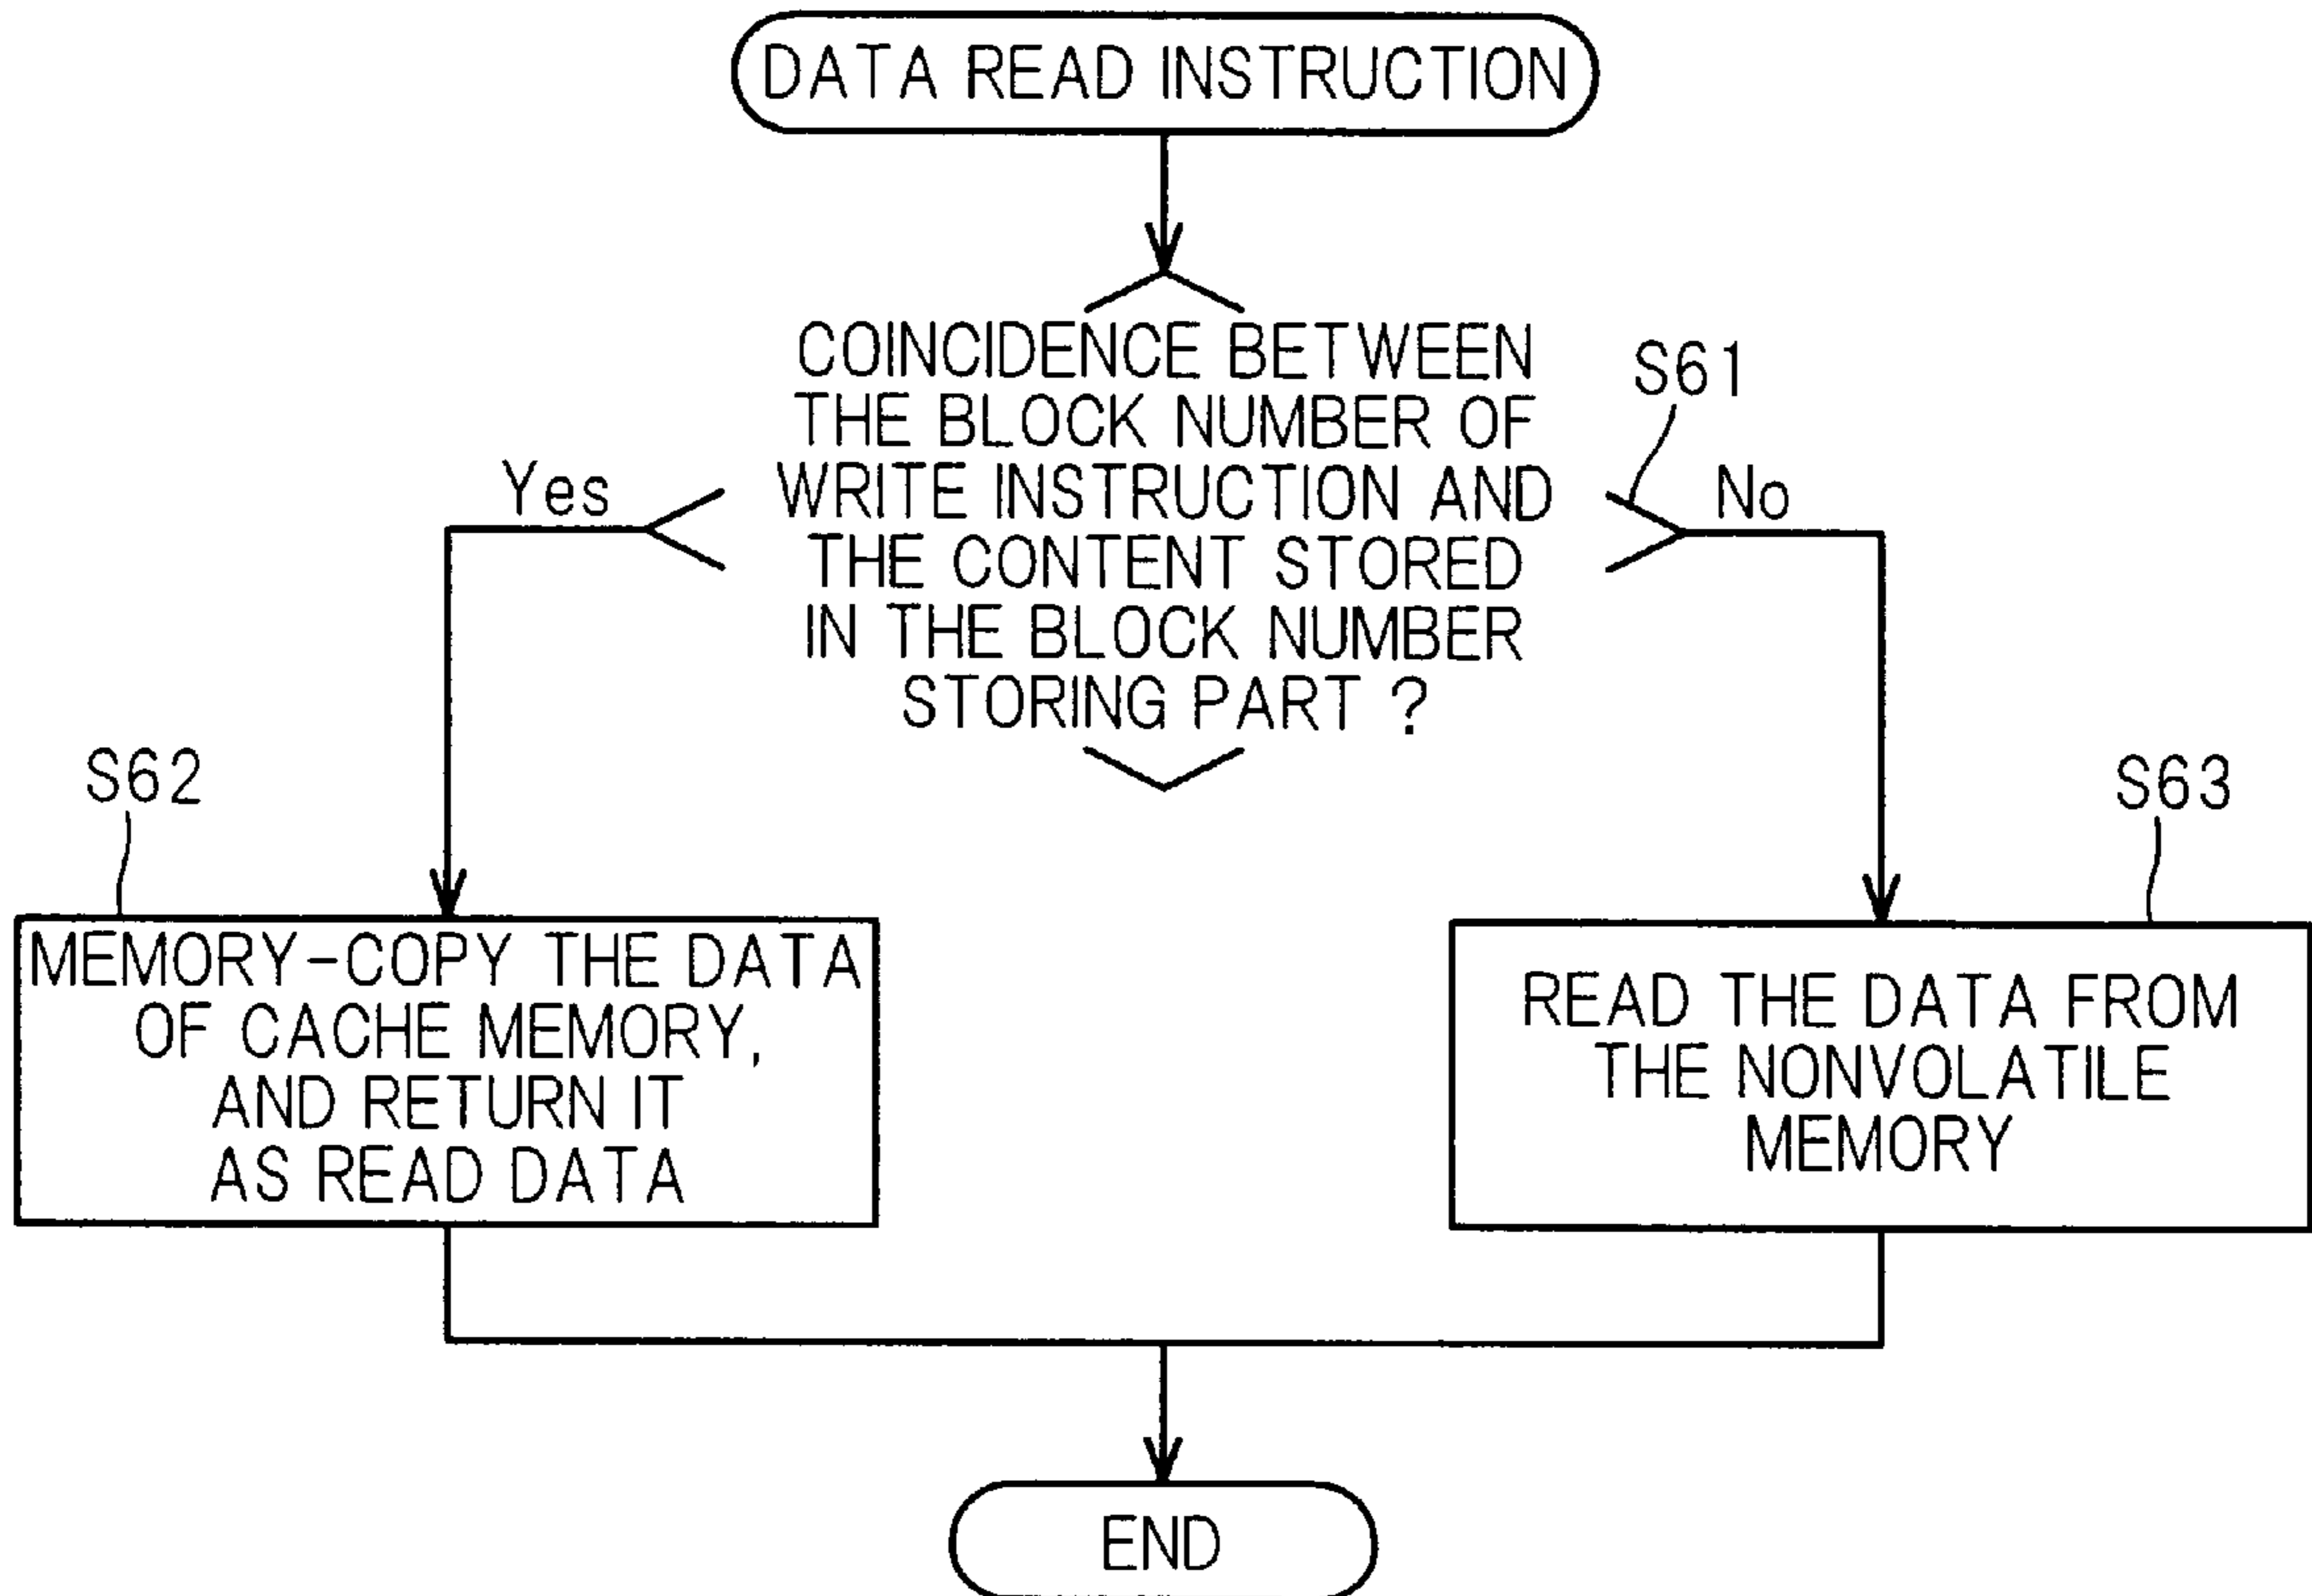 DATA READ INSTRUCTION
COINCIDENCE BETWEEN
THE BLOCK NUMBER OF
WRITE INSTRUCTION AND
THE CONTENT STORED
IN THE BLOCK NUMBER
STORING PART ?
S61
Yes
No
S62
MEMORY-COPY THE DATA
OF CACHE MEMORY,
AND RETURN IT
AS READ DATA
S63
READ THE DATA FROM
THE NONVOLATILE
MEMORY
END